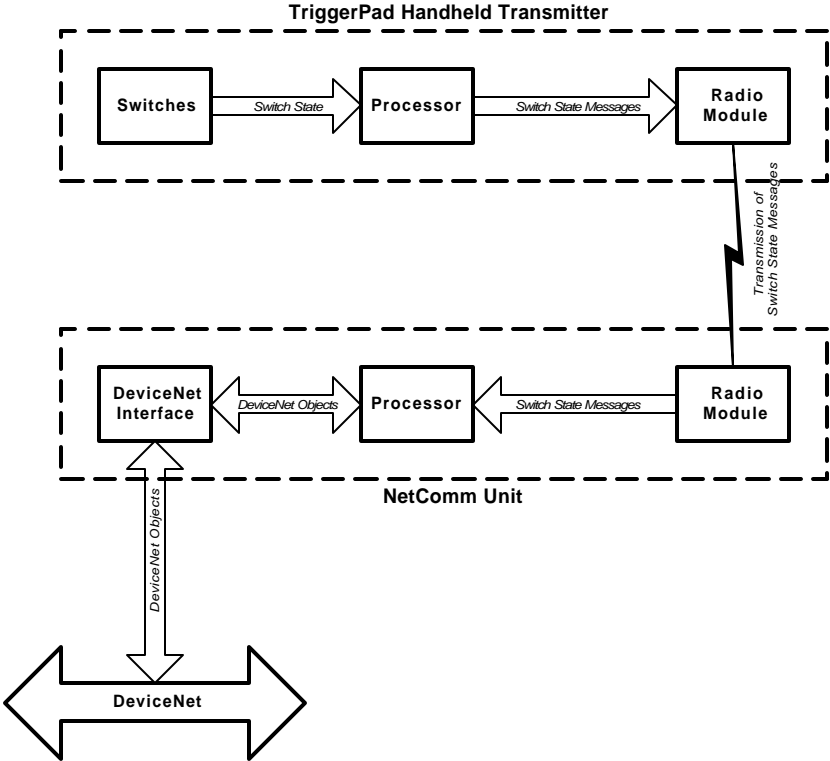 TriggerPad Handheld Transmitter
Switches
Switch State
Processor
Switch State Messages
Radio
Module
Transmission of
Switch State Messages
DeviceNet
Interface
DeviceNet Objects
Processor
Switch State Messages
Radio
Module
NetComm Unit
DeviceNet Objects
DeviceNet